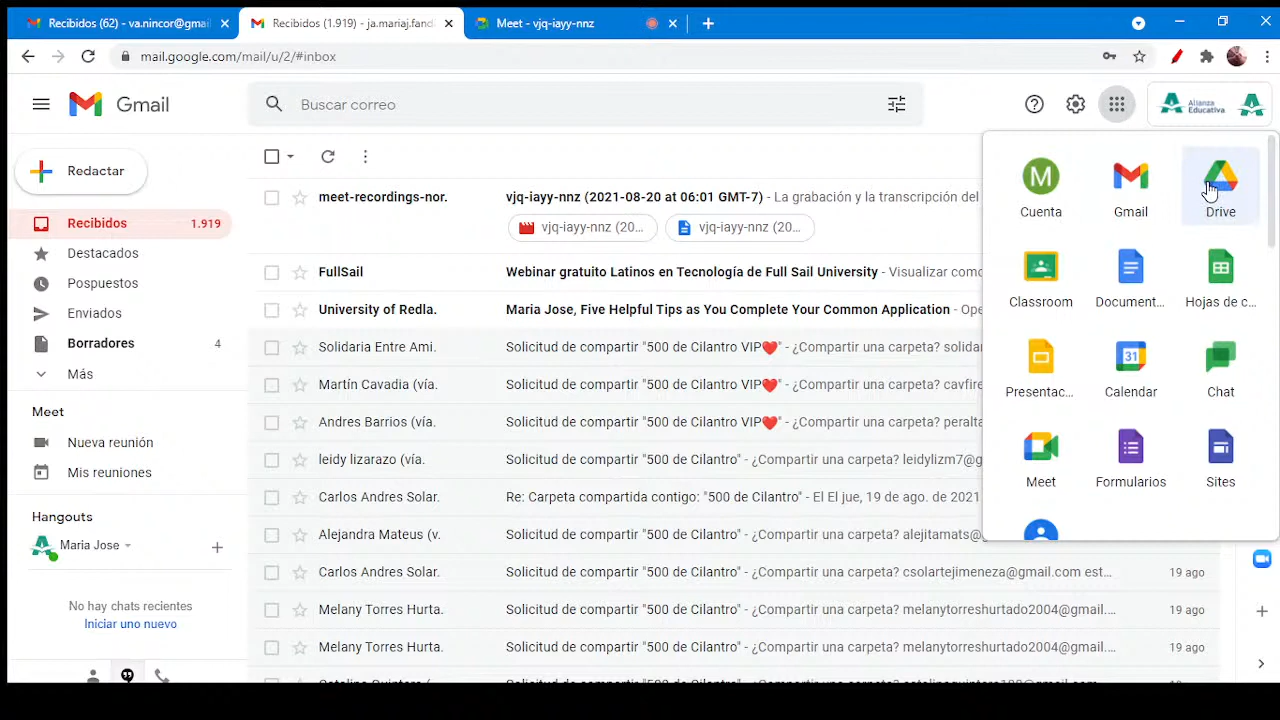 Recibidos (62) - va.nincor@gmail
Recibidos (1.919) - ja.mariaj.fand
Meet - vjq-iayy-nnz
mail.google.com/mail/u/2/#inbox
Gmail
Buscar correo
Alianza
Educativa
Redactar
Recibidos 1.919
Destacados
Pospuestos
Enviados
Borradores 4
Más
Meet
Nueva reunión
Mis reuniones
Hangouts
Maria Jose
No hay chats recientes
Iniciar uno nuevo
meet-recordings-nor. vjq-iayy-nnz (2021-08-20 at 06:01 GMT-7) - La grabación y la transcripción del
vjq-iayy-nnz (20... vjq-iayy-nnz (20...
FullSail Webinar gratuito Latinos en Tecnología de Full Sail University - Visualizar como
University of Redla. Maria Jose, Five Helpful Tips as You Complete Your Common Application - Ope
Solidaria Entre Ami. Solicitud de compartir "500 de Cilantro VIP❤️" - ¿Compartir una carpeta? solidar
Martín Cavadia (vía. Solicitud de compartir "500 de Cilantro VIP❤️" - ¿Compartir una carpeta? cavfire
Andres Barrios (vía. Solicitud de compartir "500 de Cilantro VIP❤️" - ¿Compartir una carpeta? peralta
leidy lizarazo (vía. Solicitud de compartir "500 de Cilantro" - ¿Compartir una carpeta? leidylizm7@g
Carlos Andres Solar. Re: Carpeta compartida contigo: "500 de Cilantro" - El El jue, 19 de ago. de 2021
Alejandra Mateus (v. Solicitud de compartir "500 de Cilantro" - ¿Compartir una carpeta? alejitamats@g
Carlos Andres Solar. Solicitud de compartir "500 de Cilantro" - ¿Compartir una carpeta? csolartejimeneza@gmail.com est... 19 ago
Melany Torres Hurta. Solicitud de compartir "500 de Cilantro" - ¿Compartir una carpeta? melanytorreshurtado2004@gmail.... 19 ago
Melany Torres Hurta. Solicitud de compartir "500 de Cilantro" - ¿Compartir una carpeta? melanytorreshurtado2004@gmail.... 19 ago
M
Cuenta Gmail Drive
Classroom Document... Hojas de c...
31
Presentac... Calendar Chat
Meet Formularios Sites